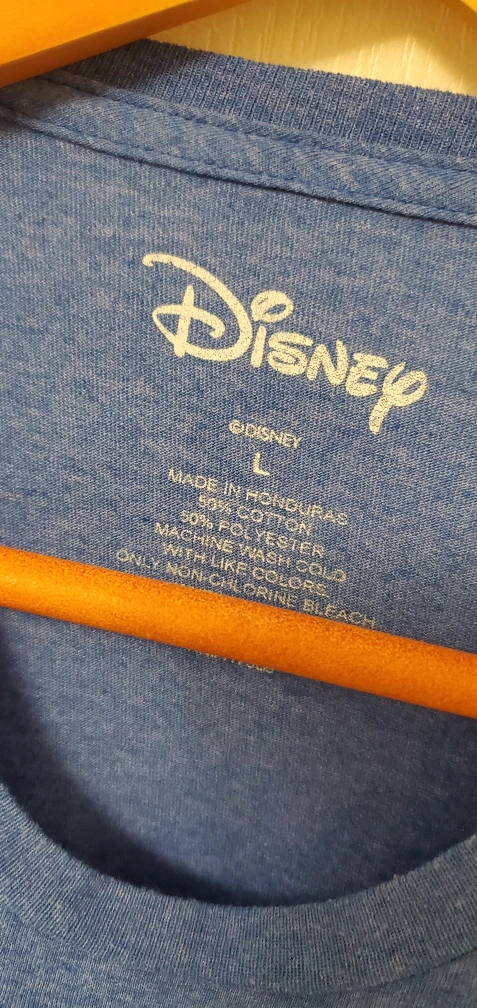 Disney
©DISNEY
L
MADE IN HONDURAS
50% COTTON
50% POLYESTER
MACHINE WASH COLD
WITH LIKE COLORS
ONLY NON-CHLORINE BLEACH